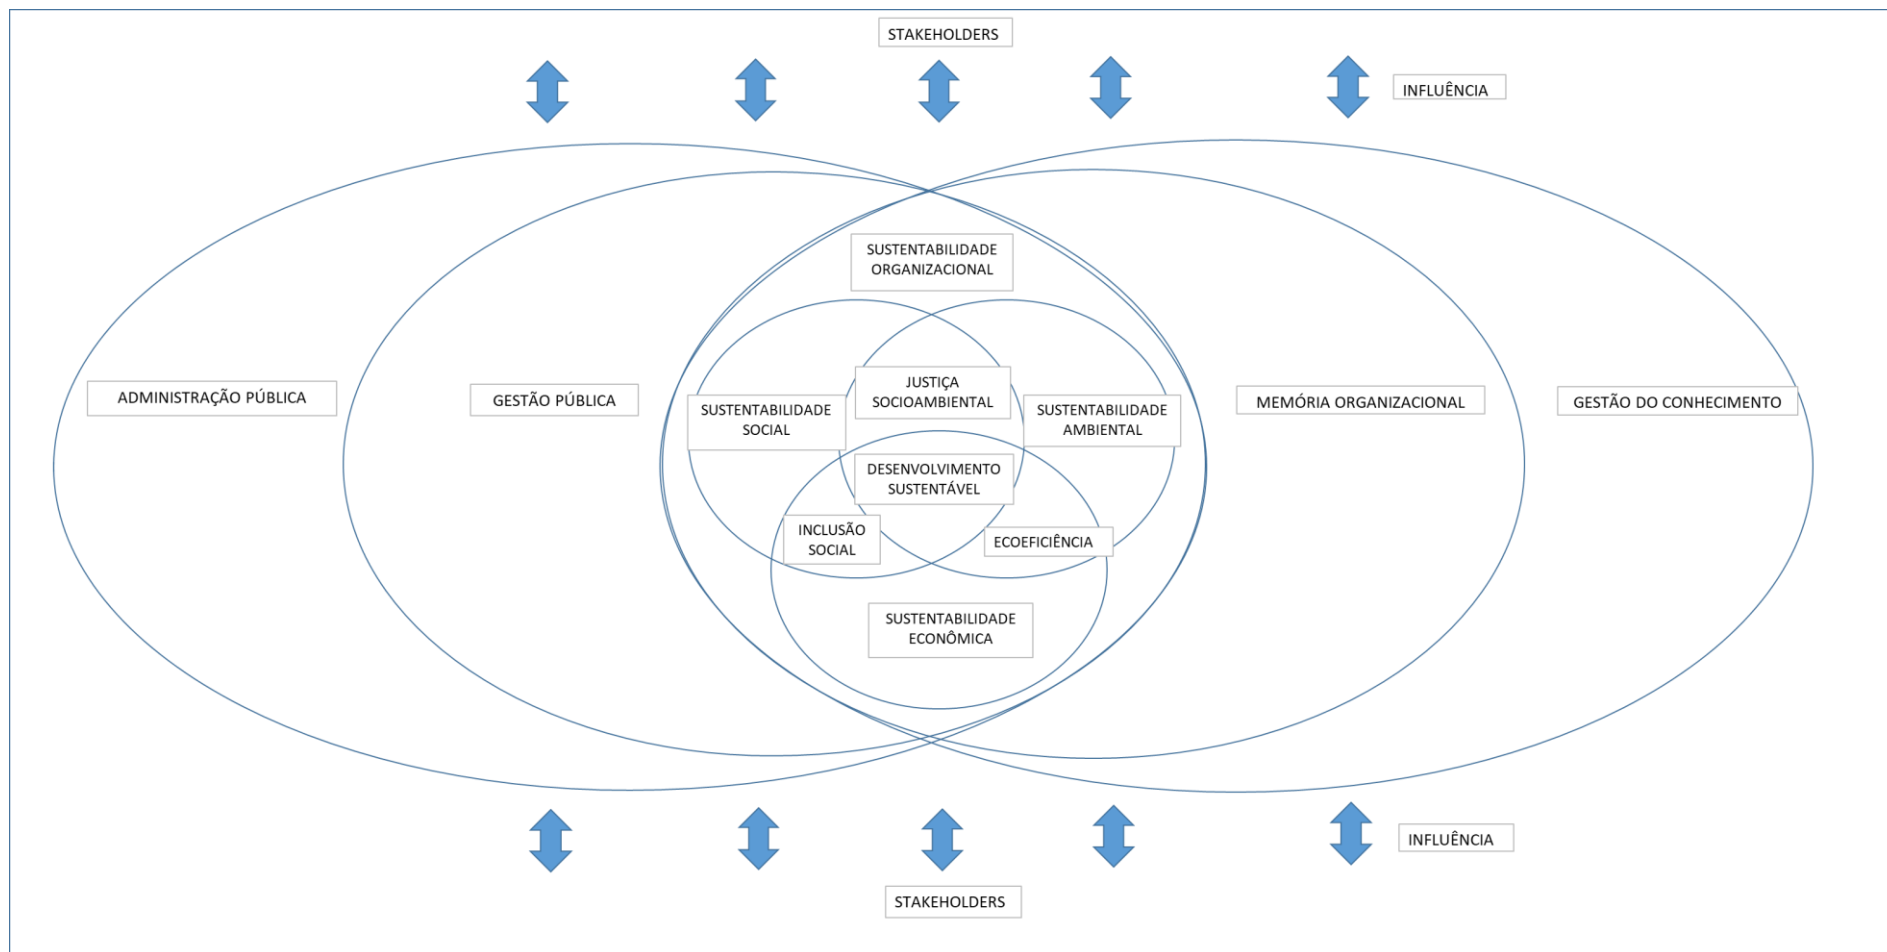 STAKEHOLDERS
INFLUÊNCIA
SUSTENTABILIDADE
ORGANIZACIONAL
ADMINISTRAÇÃO PÚBLICA
GESTÃO PÚBLICA
SUSTENTABILIDADE
SOCIAL
JUSTIÇA
SOCIOAMBIENTAL
SUSTENTABILIDADE
AMBIENTAL
MEMÓRIA ORGANIZACIONAL
GESTÃO DO CONHECIMENTO
DESENVOLVIMENTO
SUSTENTÁVEL
INCLUSÃO
SOCIAL
ECOEFICIÊNCIA
SUSTENTABILIDADE
ECONÔMICA
INFLUÊNCIA
STAKEHOLDERS